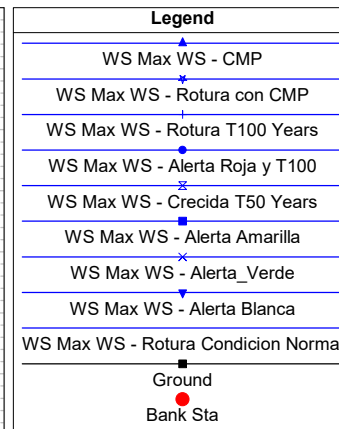 Legend
WS Max WS - CMP
WS Max WS - Rotura con CMP
WS Max WS - Rotura T100 Years
WS Max WS - Alerta Roja y T100
WS Max WS - Crecida T50 Years
WS Max WS - Alerta Amarilla
WS Max WS - Alerta_Verde
WS Max WS - Alerta Blanca
WS Max WS - Rotura Condicion Norma
Ground
Bank Sta